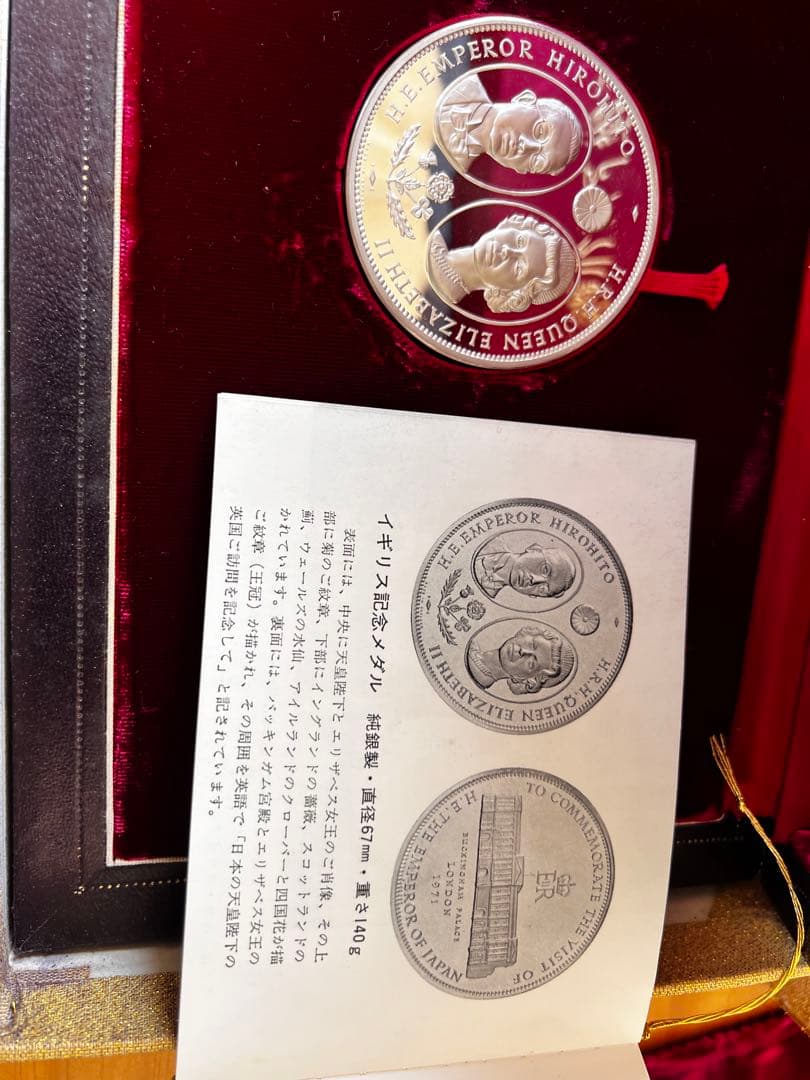 H.E. EMPEROR HIROHITO
H.R.H. QUEEN ELIZABETH II
イギリス記念メダル　純銀製・直径67mm・重さ140g
表面には、中央に天皇陛下とエリザベス女王のご肖像、その上
部に菊のご紋章、下部にイングランドの薔薇、スコットランドの
薊、ウェールズの水仙、アイルランドのクローバーと四国花が描
かれています。裏面には、バッキンガム宮殿とエリザベス女王の
ご紋章（王冠）が描かれ、その周囲を英語で「日本の天皇陛下の
英国ご訪問を記念して」と記されています。
H.E. EMPEROR HIROHITO
H.R.H. QUEEN ELIZABETH II
TO COMMEMORATE THE VISIT OF
H.E. THE EMPEROR OF JAPAN
EIIR
BUCKINGHAM PALACE
LONDON
1971